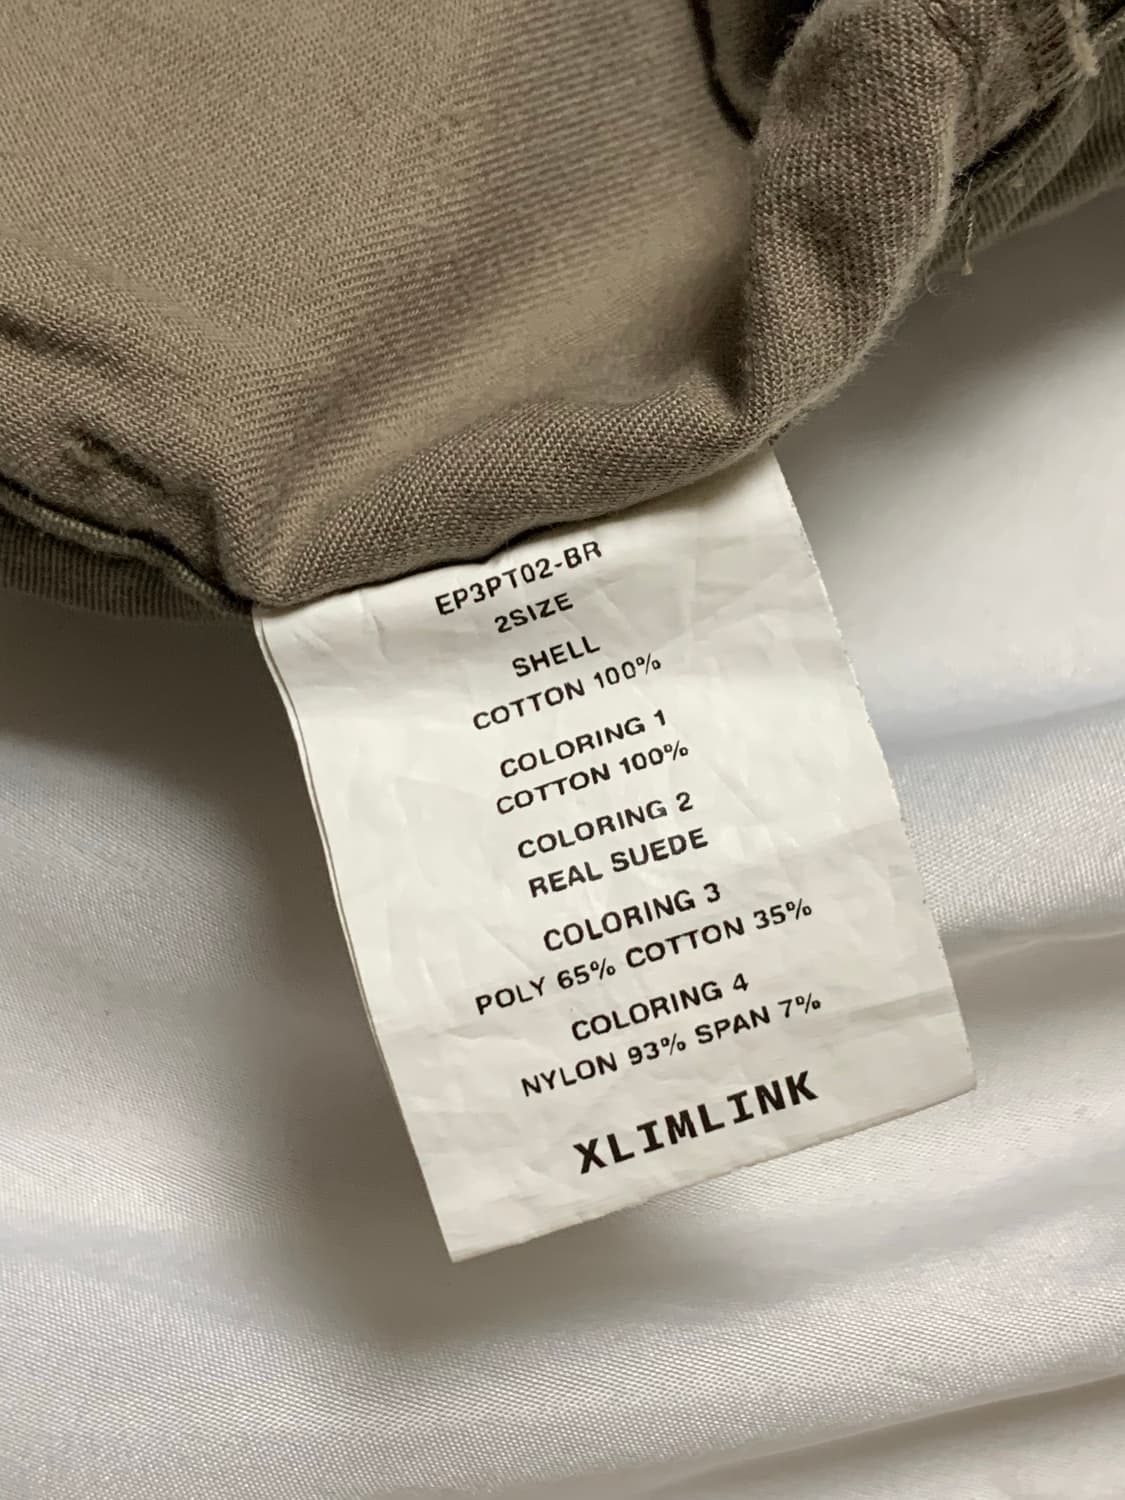 EP3PT02-BR
2SIZE
SHELL
COTTON 100%
COLORING 1
COTTON 100%
COLORING 2
REAL SUEDE
COLORING 3
POLY 65% COTTON 35%
COLORING 4
NYLON 93% SPAN 7%
XLIMLINK